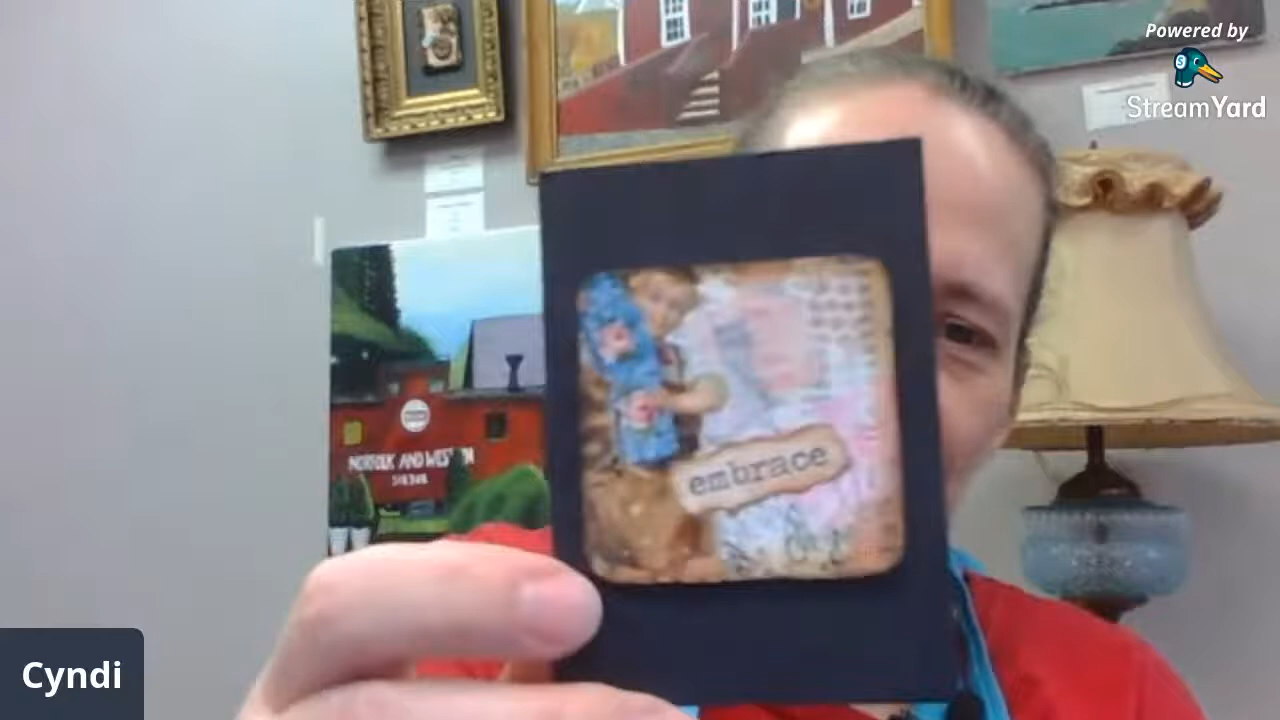 Powered by
StreamYard
NORFOLK AND WESTERN
embrace
Cyndi